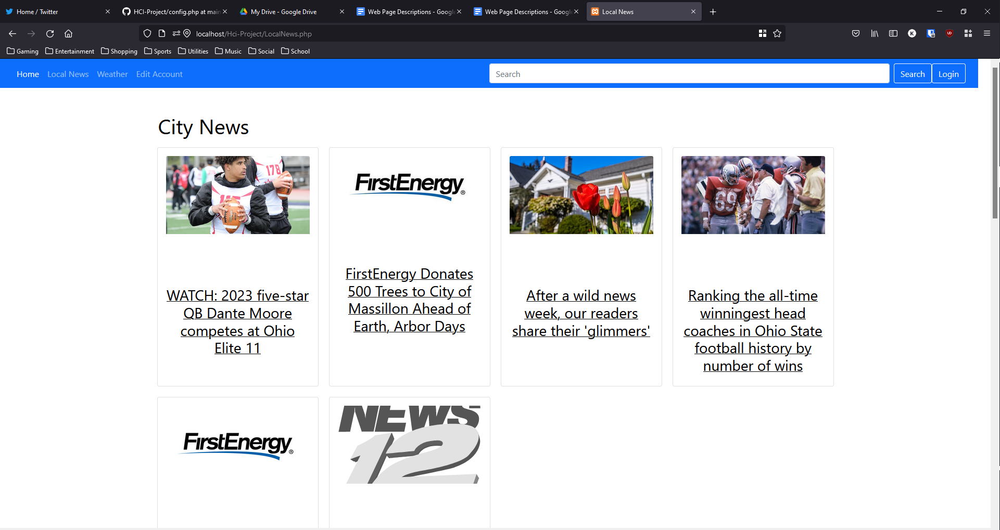 Home / Twitter
HCI-Project/config.php at main
My Drive - Google Drive
Web Page Descriptions - Google
Web Page Descriptions - Google
Local News
localhost/Hci-Project/LocalNews.php
K
Gaming
Entertainment
Shopping
Sports
Utilities
Music
Social
School
Home
Local News
Weather
Edit Account
Search
Search
Login
City News
178
115
FirstEnergy®
69
WATCH: 2023 five-star
QB Dante Moore
competes at Ohio
Elite 11
FirstEnergy Donates
500 Trees to City of
Massillon Ahead of
Earth, Arbor Days
After a wild news
week, our readers
share their 'glimmers'
Ranking the all-time
winningest head
coaches in Ohio State
football history by
number of wins
FirstEnergy®
NEWS
12